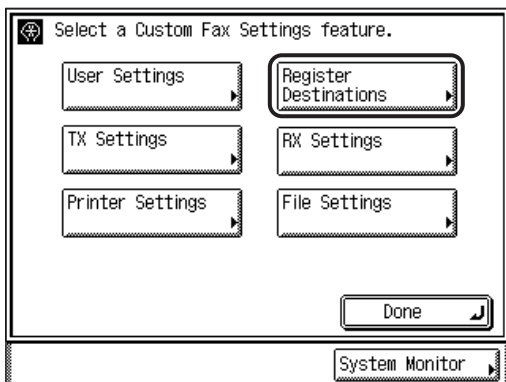 Select a Custom Fax Settings feature.
User Settings
Register
Destinations
TX Settings
RX Settings
Printer Settings
File Settings
Done
System Monitor